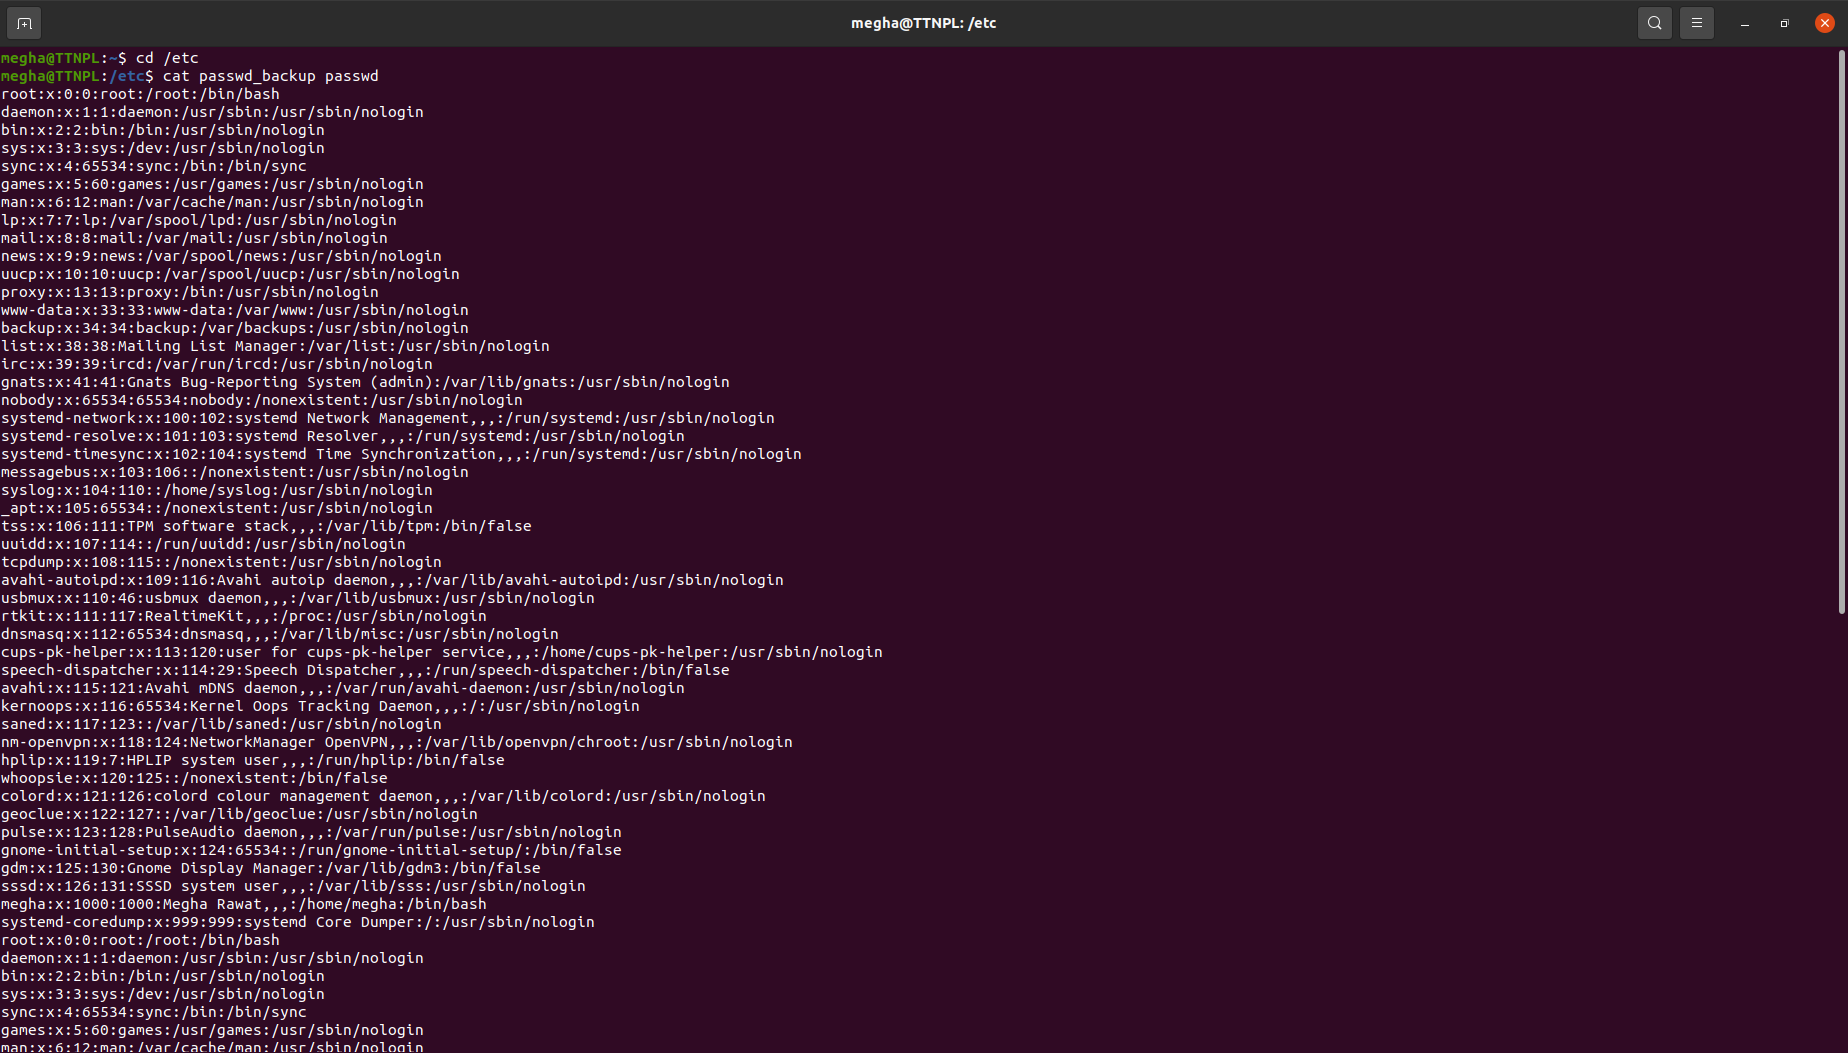 megha@TTNPL: /etc
megha@TTNPL:~$ cd /etc
megha@TTNPL:/etc$ cat passwd_backup passwd
root:x:0:0:root:/root:/bin/bash
daemon:x:1:1:daemon:/usr/sbin:/usr/sbin/nologin
bin:x:2:2:bin:/bin:/usr/sbin/nologin
sys:x:3:3:sys:/dev:/usr/sbin/nologin
sync:x:4:65534:sync:/bin:/bin/sync
games:x:5:60:games:/usr/games:/usr/sbin/nologin
man:x:6:12:man:/var/cache/man:/usr/sbin/nologin
lp:x:7:7:lp:/var/spool/lpd:/usr/sbin/nologin
mail:x:8:8:mail:/var/mail:/usr/sbin/nologin
news:x:9:9:news:/var/spool/news:/usr/sbin/nologin
uucp:x:10:10:uucp:/var/spool/uucp:/usr/sbin/nologin
proxy:x:13:13:proxy:/bin:/usr/sbin/nologin
www-data:x:33:33:www-data:/var/www:/usr/sbin/nologin
backup:x:34:34:backup:/var/backups:/usr/sbin/nologin
list:x:38:38:Mailing List Manager:/var/list:/usr/sbin/nologin
irc:x:39:39:ircd:/var/run/ircd:/usr/sbin/nologin
gnats:x:41:41:Gnats Bug-Reporting System (admin):/var/lib/gnats:/usr/sbin/nologin
nobody:x:65534:65534:nobody:/nonexistent:/usr/sbin/nologin
systemd-network:x:100:102:systemd Network Management,,,:/run/systemd:/usr/sbin/nologin
systemd-resolve:x:101:103:systemd Resolver,,,:/run/systemd:/usr/sbin/nologin
systemd-timesync:x:102:104:systemd Time Synchronization,,,:/run/systemd:/usr/sbin/nologin
messagebus:x:103:106::/nonexistent:/usr/sbin/nologin
syslog:x:104:110::/home/syslog:/usr/sbin/nologin
_apt:x:105:65534::/nonexistent:/usr/sbin/nologin
tss:x:106:111:TPM software stack,,,:/var/lib/tpm:/bin/false
uuidd:x:107:114::/run/uuidd:/usr/sbin/nologin
tcpdump:x:108:115::/nonexistent:/usr/sbin/nologin
avahi-autoipd:x:109:116:Avahi autoip daemon,,,:/var/lib/avahi-autoipd:/usr/sbin/nologin
usbmux:x:110:46:usbmux daemon,,,:/var/lib/usbmux:/usr/sbin/nologin
rtkit:x:111:117:RealtimeKit,,,:/proc:/usr/sbin/nologin
dnsmasq:x:112:65534:dnsmasq,,,:/var/lib/misc:/usr/sbin/nologin
cups-pk-helper:x:113:120:user for cups-pk-helper service,,,:/home/cups-pk-helper:/usr/sbin/nologin
speech-dispatcher:x:114:29:Speech Dispatcher,,,:/run/speech-dispatcher:/bin/false
avahi:x:115:121:Avahi mDNS daemon,,,:/var/run/avahi-daemon:/usr/sbin/nologin
kernoops:x:116:65534:Kernel Oops Tracking Daemon,,,:/:/usr/sbin/nologin
saned:x:117:123::/var/lib/saned:/usr/sbin/nologin
nm-openvpn:x:118:124:NetworkManager OpenVPN,,,:/var/lib/openvpn/chroot:/usr/sbin/nologin
hplip:x:119:7:HPLIP system user,,,:/run/hplip:/bin/false
whoopsie:x:120:125::/nonexistent:/bin/false
colord:x:121:126:colord colour management daemon,,,:/var/lib/colord:/usr/sbin/nologin
geoclue:x:122:127::/var/lib/geoclue:/usr/sbin/nologin
pulse:x:123:128:PulseAudio daemon,,,:/var/run/pulse:/usr/sbin/nologin
gnome-initial-setup:x:124:65534::/run/gnome-initial-setup/:/bin/false
gdm:x:125:130:Gnome Display Manager:/var/lib/gdm3:/bin/false
sssd:x:126:131:SSSD system user,,,:/var/lib/sss:/usr/sbin/nologin
megha:x:1000:1000:Megha Rawat,,,:/home/megha:/bin/bash
systemd-coredump:x:999:999:systemd Core Dumper:/:/usr/sbin/nologin
root:x:0:0:root:/root:/bin/bash
daemon:x:1:1:daemon:/usr/sbin:/usr/sbin/nologin
bin:x:2:2:bin:/bin:/usr/sbin/nologin
sys:x:3:3:sys:/dev:/usr/sbin/nologin
sync:x:4:65534:sync:/bin:/bin/sync
games:x:5:60:games:/usr/games:/usr/sbin/nologin
man:x:6:12:man:/var/cache/man:/usr/sbin/nologin